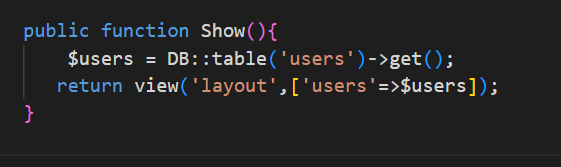 public function Show(){
$users = DB::table('users')->get();
return view('layout',['users'=>$users]);
}